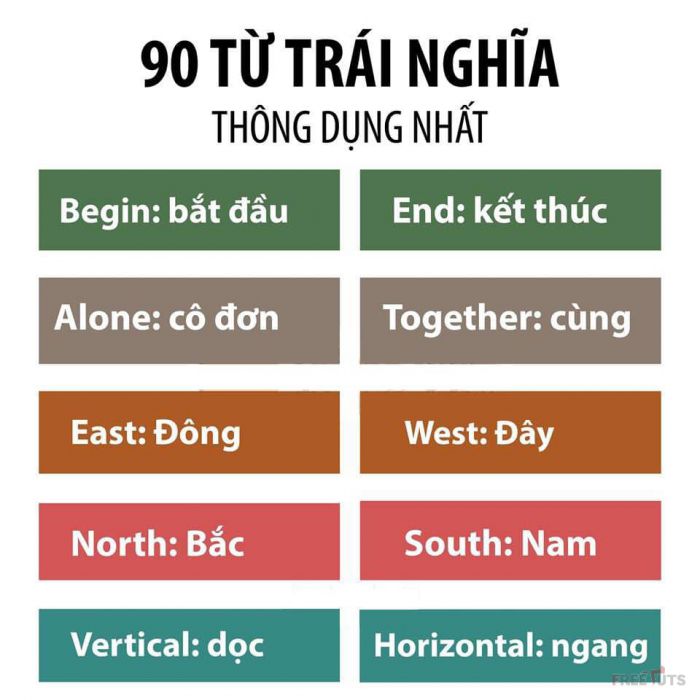 90 TỪ TRÁI NGHĨA
THÔNG DỤNG NHẤT
Begin: bắt đầu
End: kết thúc
Alone: cô đơn
Together: cùng
East: Đông
West: Đây
North: Bắc
South: Nam
Vertical: dọc
Horizontal: ngang
FREETUTS